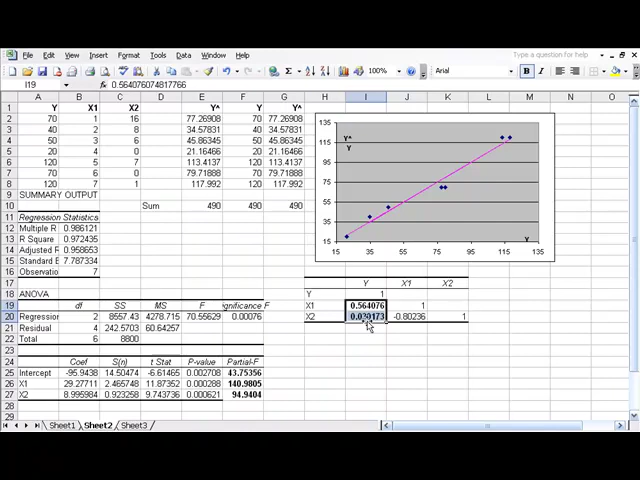 File Edit View Insert Format Tools Data Window Help Type a question for help
100% Arial B
I19 0.564076074817766
A B C D E F G H I J K L M N O
1 Y X1 X2 Y^ Y Y^
2 70 1 16 77.26908 70 77.26908
3 40 2 8 34.57831 40 34.57831
4 50 3 6 45.86345 50 45.86345
5 20 4 0 21.16466 20 21.16466
6 120 5 7 113.4137 120 113.4137
7 70 6 0 79.71888 70 79.71888
8 120 7 1 117.992 120 117.992
9 SUMMARY OUTPUT
10 Sum 490 490 490
11 Regression Statistics
12 Multiple R 0.986121
13 R Square 0.972435
14 Adjusted R 0.958653
15 Standard E 7.787334
16 Observatio 7
17 Y X1 X2
18 ANOVA Y 1
19 df SS MS F ignificance F X1 0.564076 1
20 Regressio 2 8557.43 4278.715 70.55629 0.00076 X2 -0.80236 1
21 Residual 4 242.5703 60.64257
22 Total 6 8800
23
24 Coef S(n) t Stat P-value Partial-F
25 Intercept -95.9438 14.50474 -6.61465 0.002708 43.75356
26 X1 29.27711 2.465748 11.87352 0.000288 140.9805
27 X2 8.995984 0.923258 9.743736 0.000621 94.9404
28
135
115
95
75
55
35
15
15 35 55 75 95 115 135
Y^
Y
Y
Sheet1 Sheet2 Sheet3